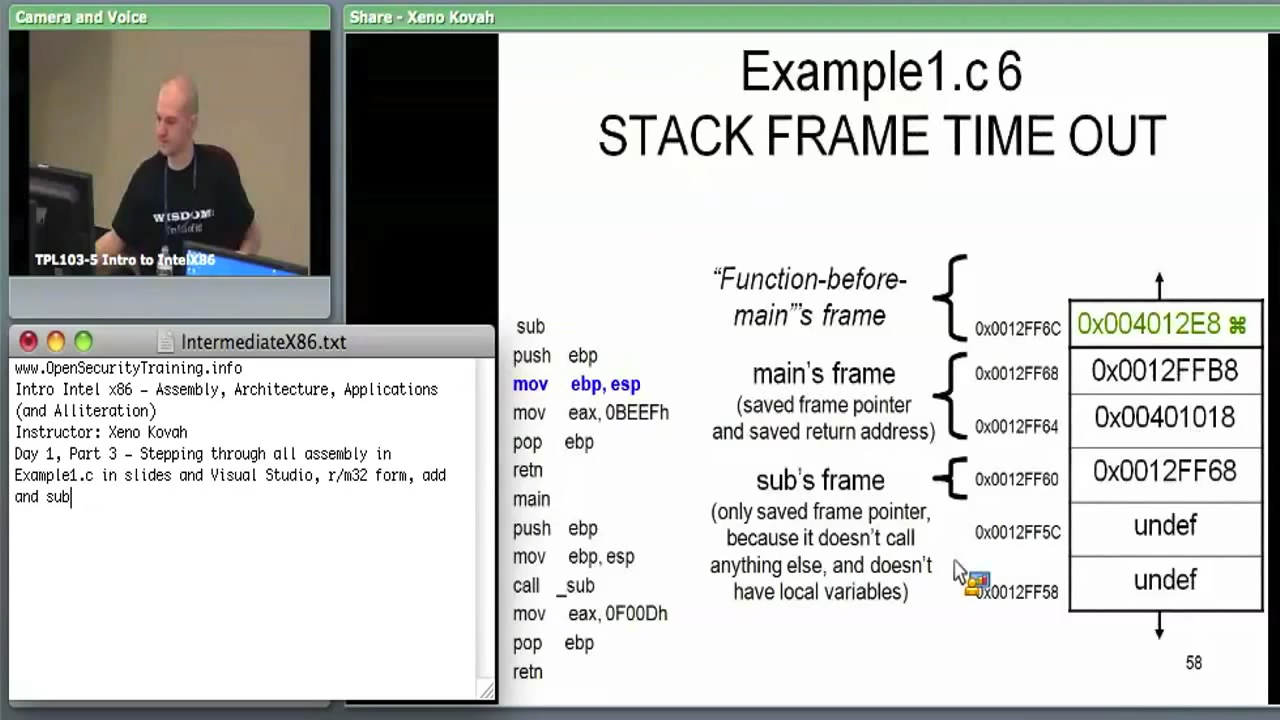 Camera and Voice
WISDOM:
TPL103-5 Intro to IntelX86
IntermediateX86.txt
www.OpenSecurityTraining.info
Intro Intel x86 – Assembly, Architecture, Applications
(and Alliteration)
Instructor: Xeno Kovah
Day 1, Part 3 – Stepping through all assembly in
Example1.c in slides and Visual Studio, r/m32 form, add
and sub
Share - Xeno Kovah
Example1.c 6
STACK FRAME TIME OUT
sub
push ebp
mov ebp, esp
mov eax, 0BEEFh
pop ebp
retn
main
push ebp
mov ebp, esp
call _sub
mov eax, 0F00Dh
pop ebp
retn
“Function-before-
main”’s frame
main’s frame
(saved frame pointer
and saved return address)
sub’s frame
(only saved frame pointer,
because it doesn’t call
anything else, and doesn’t
have local variables)
0x0012FF6C 0x004012E8 ⌘
0x0012FF68 0x0012FFB8
0x0012FF64 0x00401018
0x0012FF60 0x0012FF68
0x0012FF5C undef
0x0012FF58 undef
58